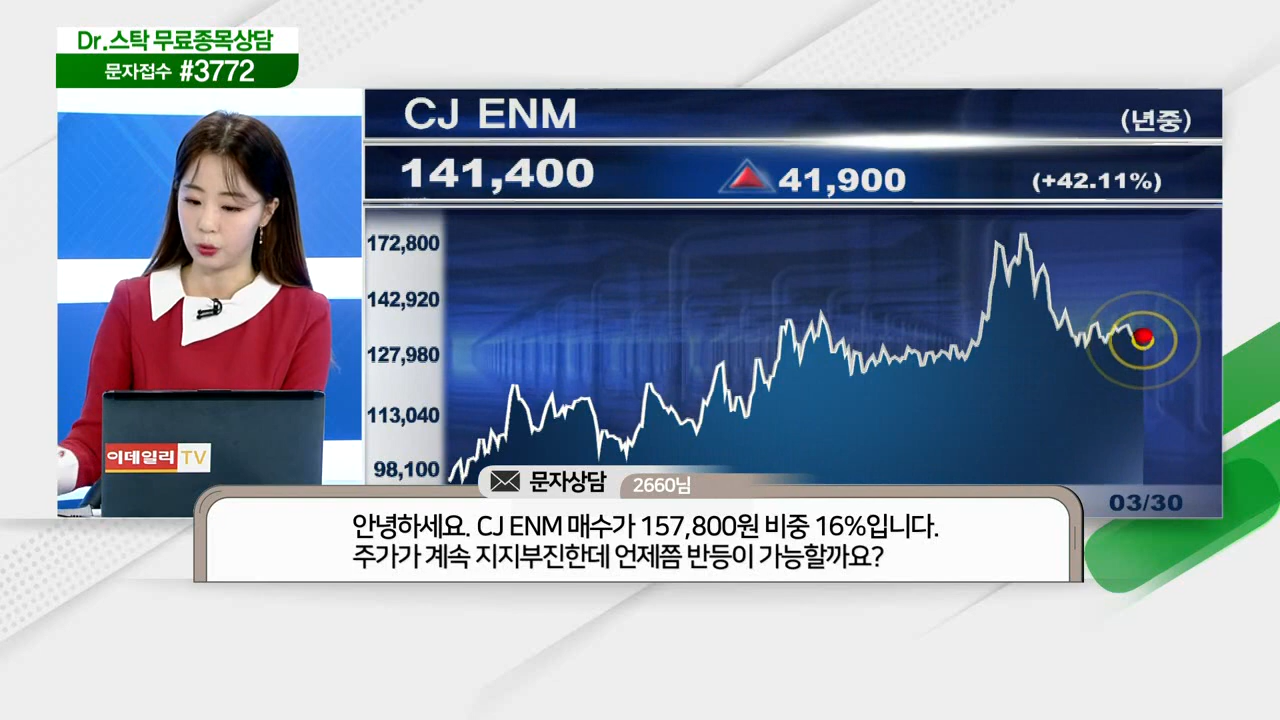 Dr.스탁 무료종목상담
문자접수 #3772
CJ ENM
(년중)
141,400
41,900
(+42.11%)
172,800
142,920
127,980
113,040
98,100
03/30
이데일리TV
문자상담
2660님
안녕하세요. CJ ENM 매수가 157,800원 비중 16%입니다.
주가가 계속 지지부진한데 언제쯤 반등이 가능할까요?